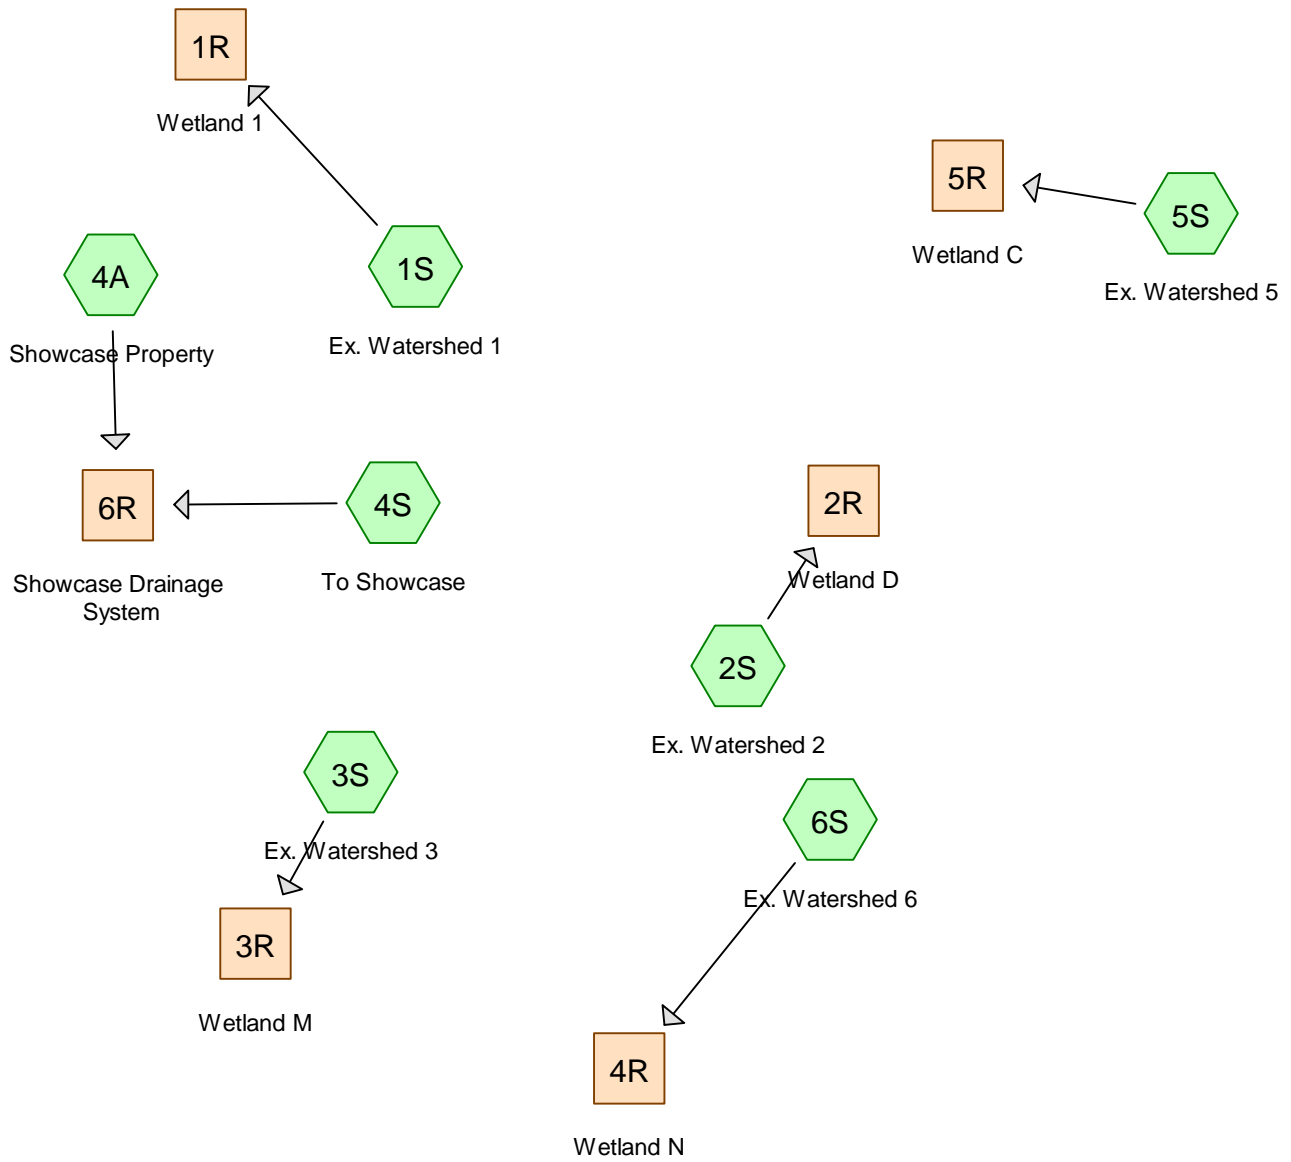 1R
Wetland 1
5R
Wetland C
5S
Ex. Watershed 5
4A
Showcase Property
1S
Ex. Watershed 1
6R
Showcase Drainage
System
4S
To Showcase
2R
Wetland D
2S
Ex. Watershed 2
3S
Ex. Watershed 3
6S
Ex. Watershed 6
3R
Wetland M
4R
Wetland N